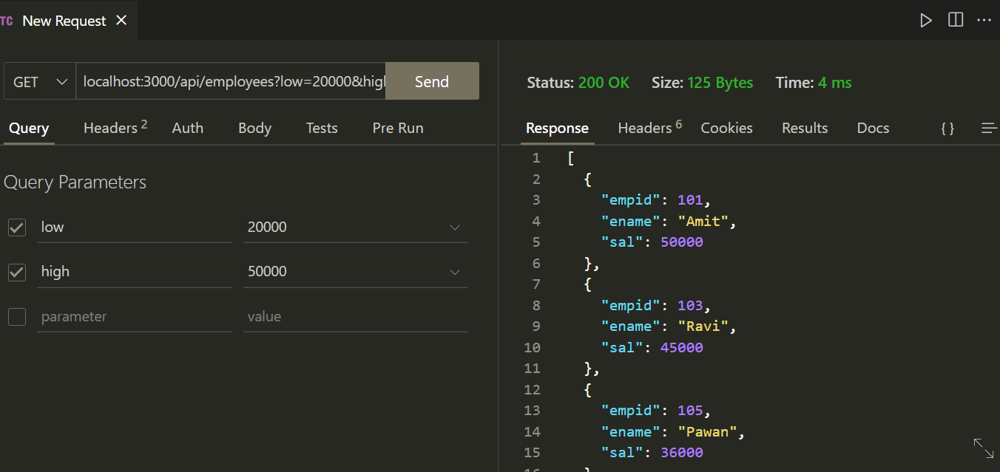 TC New Request
GET localhost:3000/api/employees?low=20000&high Send
Query Headers 2 Auth Body Tests Pre Run
Query Parameters
low 20000
high 50000
parameter value
Status: 200 OK Size: 125 Bytes Time: 4 ms
Response Headers 6 Cookies Results Docs {}
1 [
2 {
3 "empid": 101,
4 "ename": "Amit",
5 "sal": 50000
6 },
7 {
8 "empid": 103,
9 "ename": "Ravi",
10 "sal": 45000
11 },
12 {
13 "empid": 105,
14 "ename": "Pawan",
15 "sal": 36000
16 }